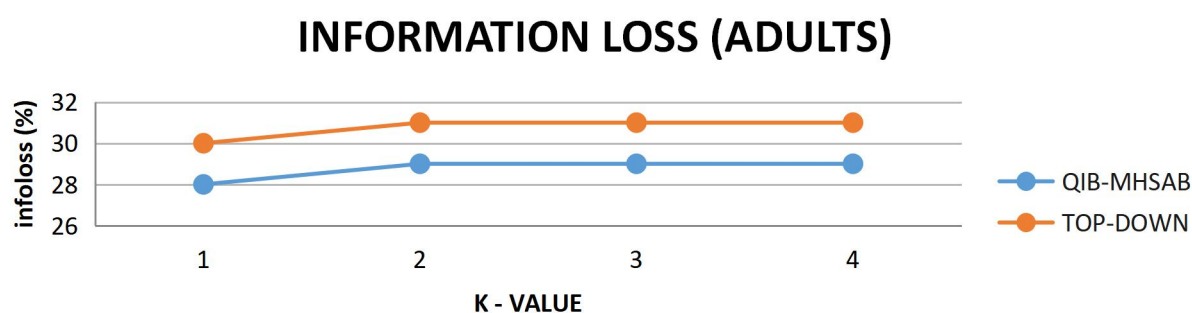 INFORMATION LOSS (ADULTS)
infoloss (%)
32
30
28
26
1 2 3 4
K - VALUE
QIB-MHSAB
TOP-DOWN